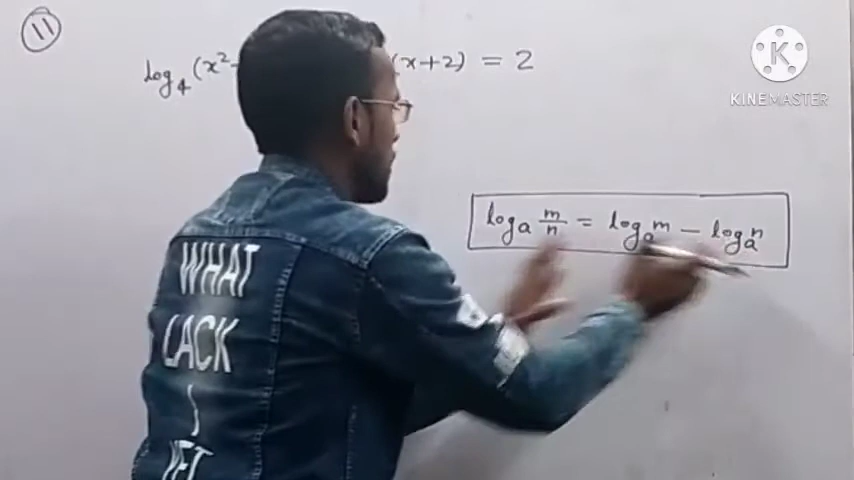 11
log₄(x²- (x+2) = 2
K
KINEMASTER
logₐ m/n = logₐm - logₐn
WHAT
LACK
I